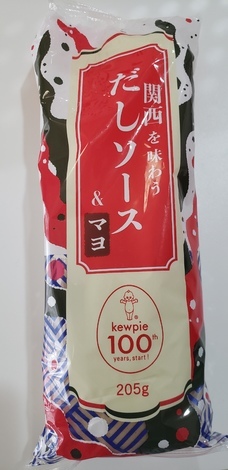 関西を味わう
だしソース
&
マヨ
®
kewpie
100th
years, start!
205g